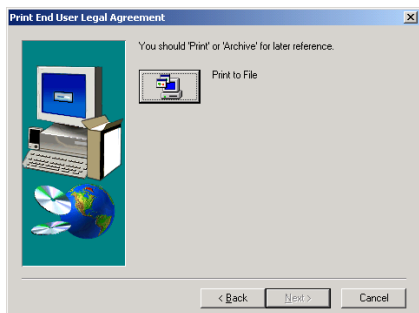 Print End User Legal Agreement
You should 'Print' or 'Archive' for later reference.
Print to File
< Back
Next >
Cancel